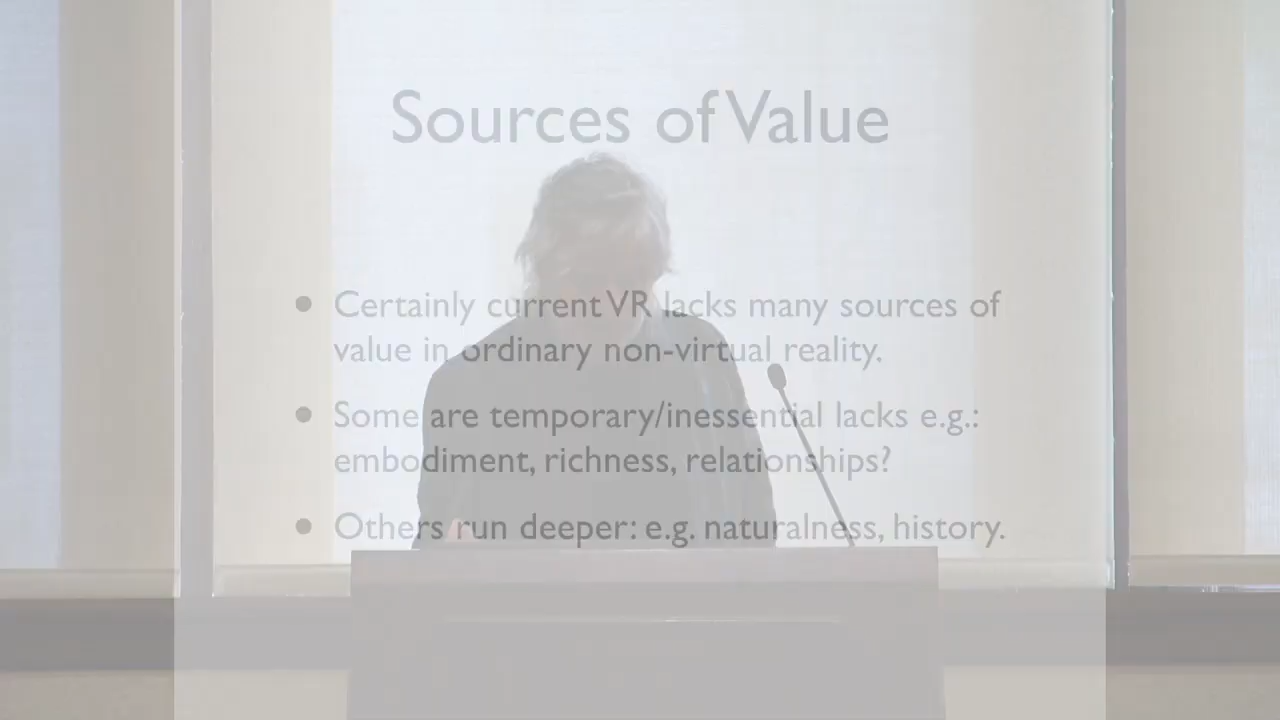 Sources of Value
• Certainly current VR lacks many sources of
value in ordinary non-virtual reality.
• Some are temporary/inessential lacks e.g.:
embodiment, richness, relationships?
• Others run deeper: e.g. naturalness, history.